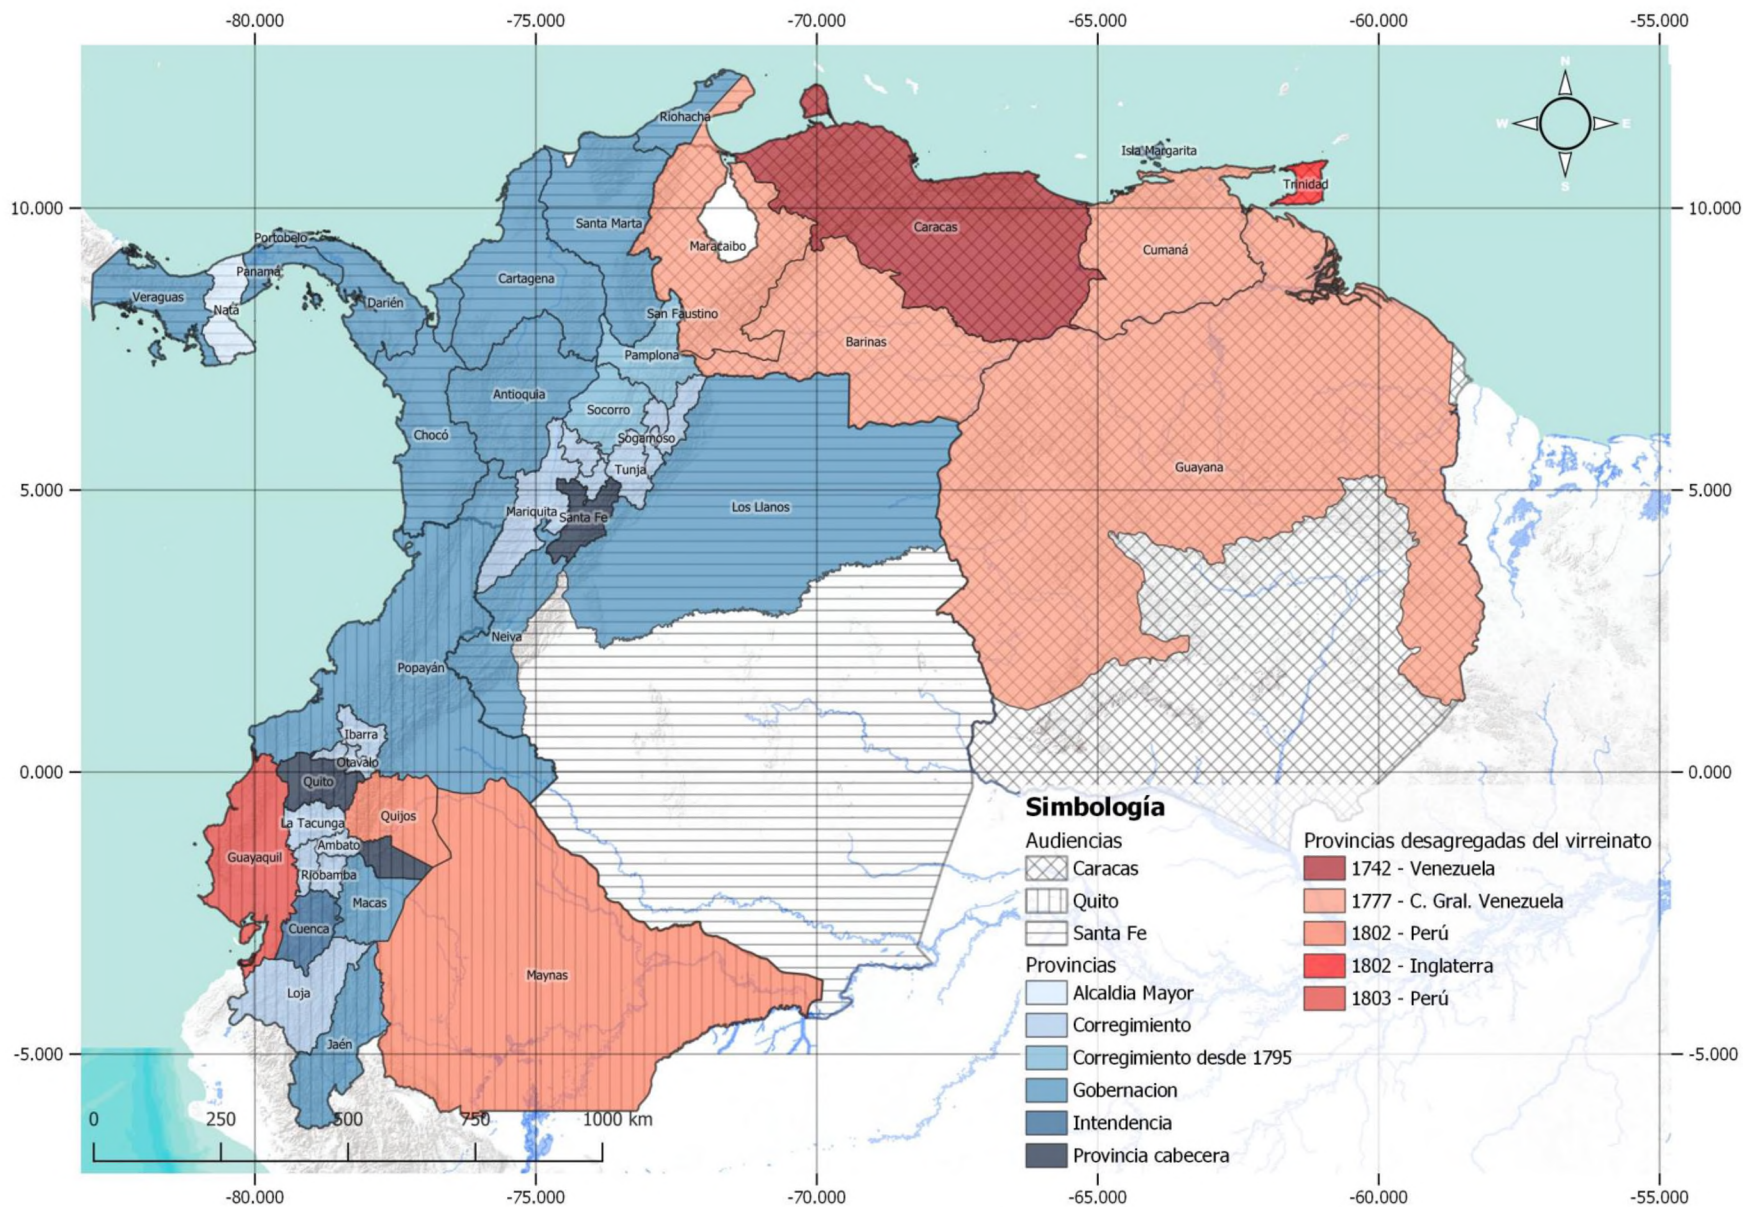 -80.000 -75.000 -70.000 -65.000 -60.000 -55.000
N
W E
S
Riohacha
Isla Margarita
Trinidad
10.000 10.000
Santa Marta
Caracas
Portobelo
Maracaibo
Cumaná
Panamá
Cartagena
Veraguas
Darién
Natá
San Faustino
Barinas
Pamplona
Antioquia
Socorro
Chocó
Sogamoso
Tunja
Guayana
5.000 5.000
Los Llanos
Mariquita
Santa Fe
Neiva
Popayán
Ibarra
Otavalo
0.000 0.000
Quito
Quijos
La Tacunga
Ambato
Guayaquil
Riobamba
Macas
Cuenca
Maynas
Loja
Jaén
-5.000 -5.000
Simbología
Audiencias
Caracas
Quito
Santa Fe
Provincias
Alcaldia Mayor
Corregimiento
Corregimiento desde 1795
Gobernacion
Intendencia
Provincia cabecera
Provincias desagregadas del virreinato
1742 - Venezuela
1777 - C. Gral. Venezuela
1802 - Perú
1802 - Inglaterra
1803 - Perú
0 250 500 750 1000 km
-80.000 -75.000 -70.000 -65.000 -60.000 -55.000